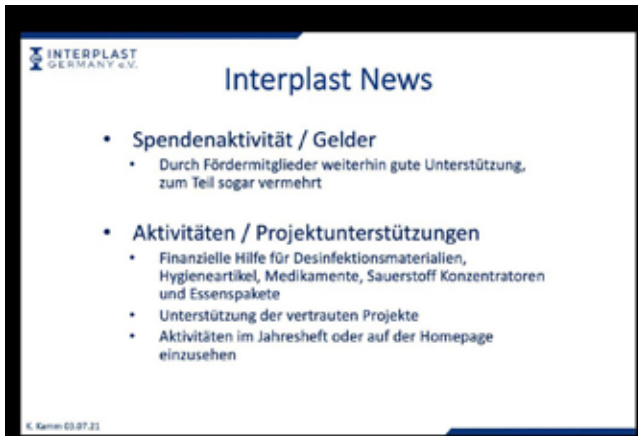 INTERPLAST
GERMANY e.V.
Interplast News
• Spendenaktivität / Gelder
• Durch Fördermitglieder weiterhin gute Unterstützung,
zum Teil sogar vermehrt
• Aktivitäten / Projektunterstützungen
• Finanzielle Hilfe für Desinfektionsmaterialien,
Hygieneartikel, Medikamente, Sauerstoff Konzentratoren
und Essenspakete
• Unterstützung der vertrauten Projekte
• Aktivitäten im Jahresheft oder auf der Homepage
einzusehen
K. Kamm 03.07.21